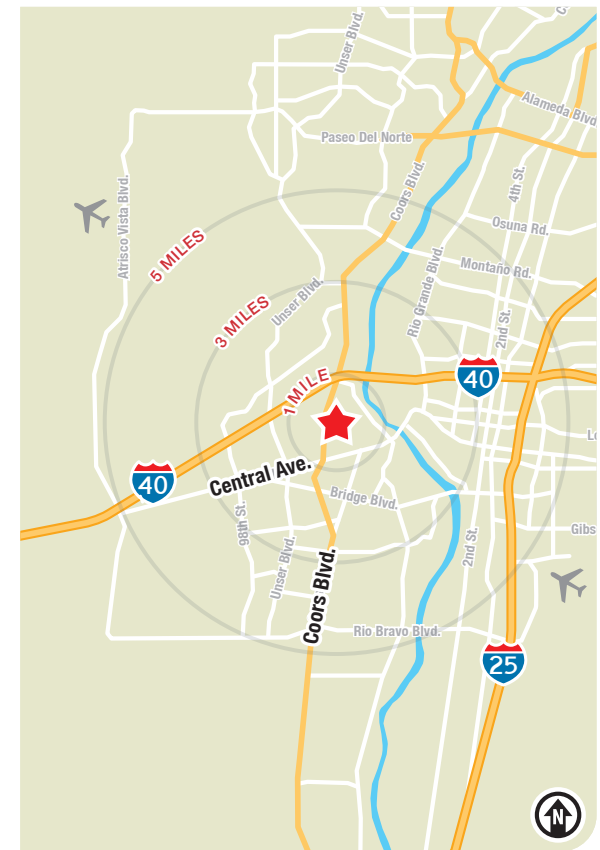 C
Unser Blvd.
Alameda Blvd
Paseo Del Norte
Coors Blvd.
4th St.
Atrisco Vista Blvd.
Osuna Rd.
5 MILES
Montaño Rd.
Rio Grande Blvd.
Unser Blvd.
3 MILES
2nd St.
40
1 MILE
Lo
Central Ave.
40
Bridge Blvd.
98th St.
Gibs
2nd St.
Unser Blvd.
Coors Blvd.
Rio Bravo Blvd.
25
N